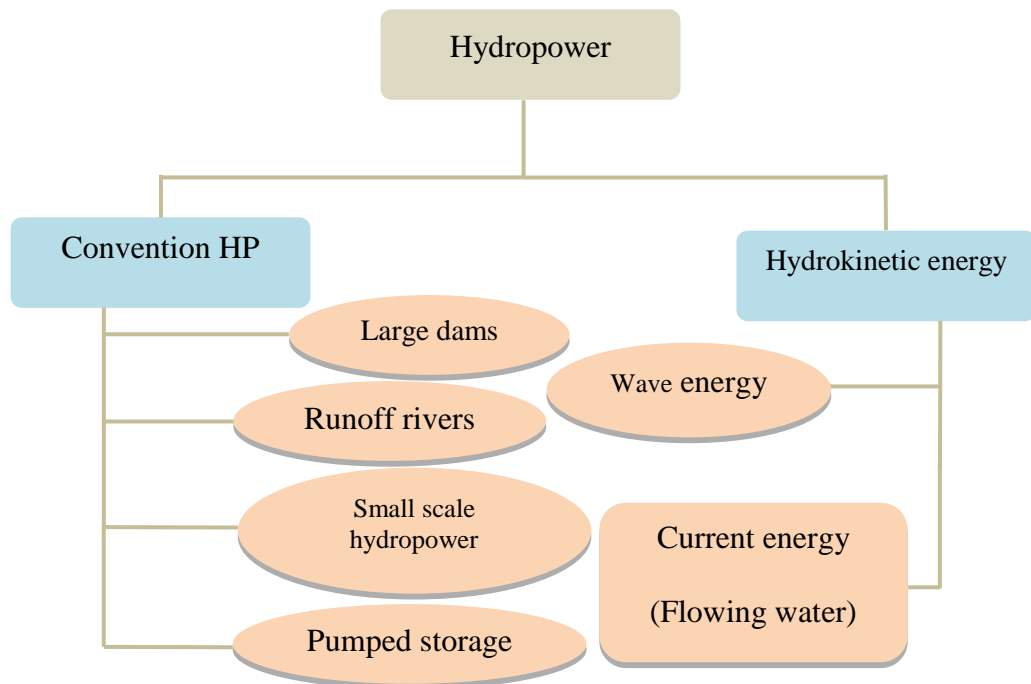 Hydropower
Convention HP
Hydrokinetic energy
Large dams
Wave energy
Runoff rivers
Small scale
hydropower
Current energy
(Flowing water)
Pumped storage